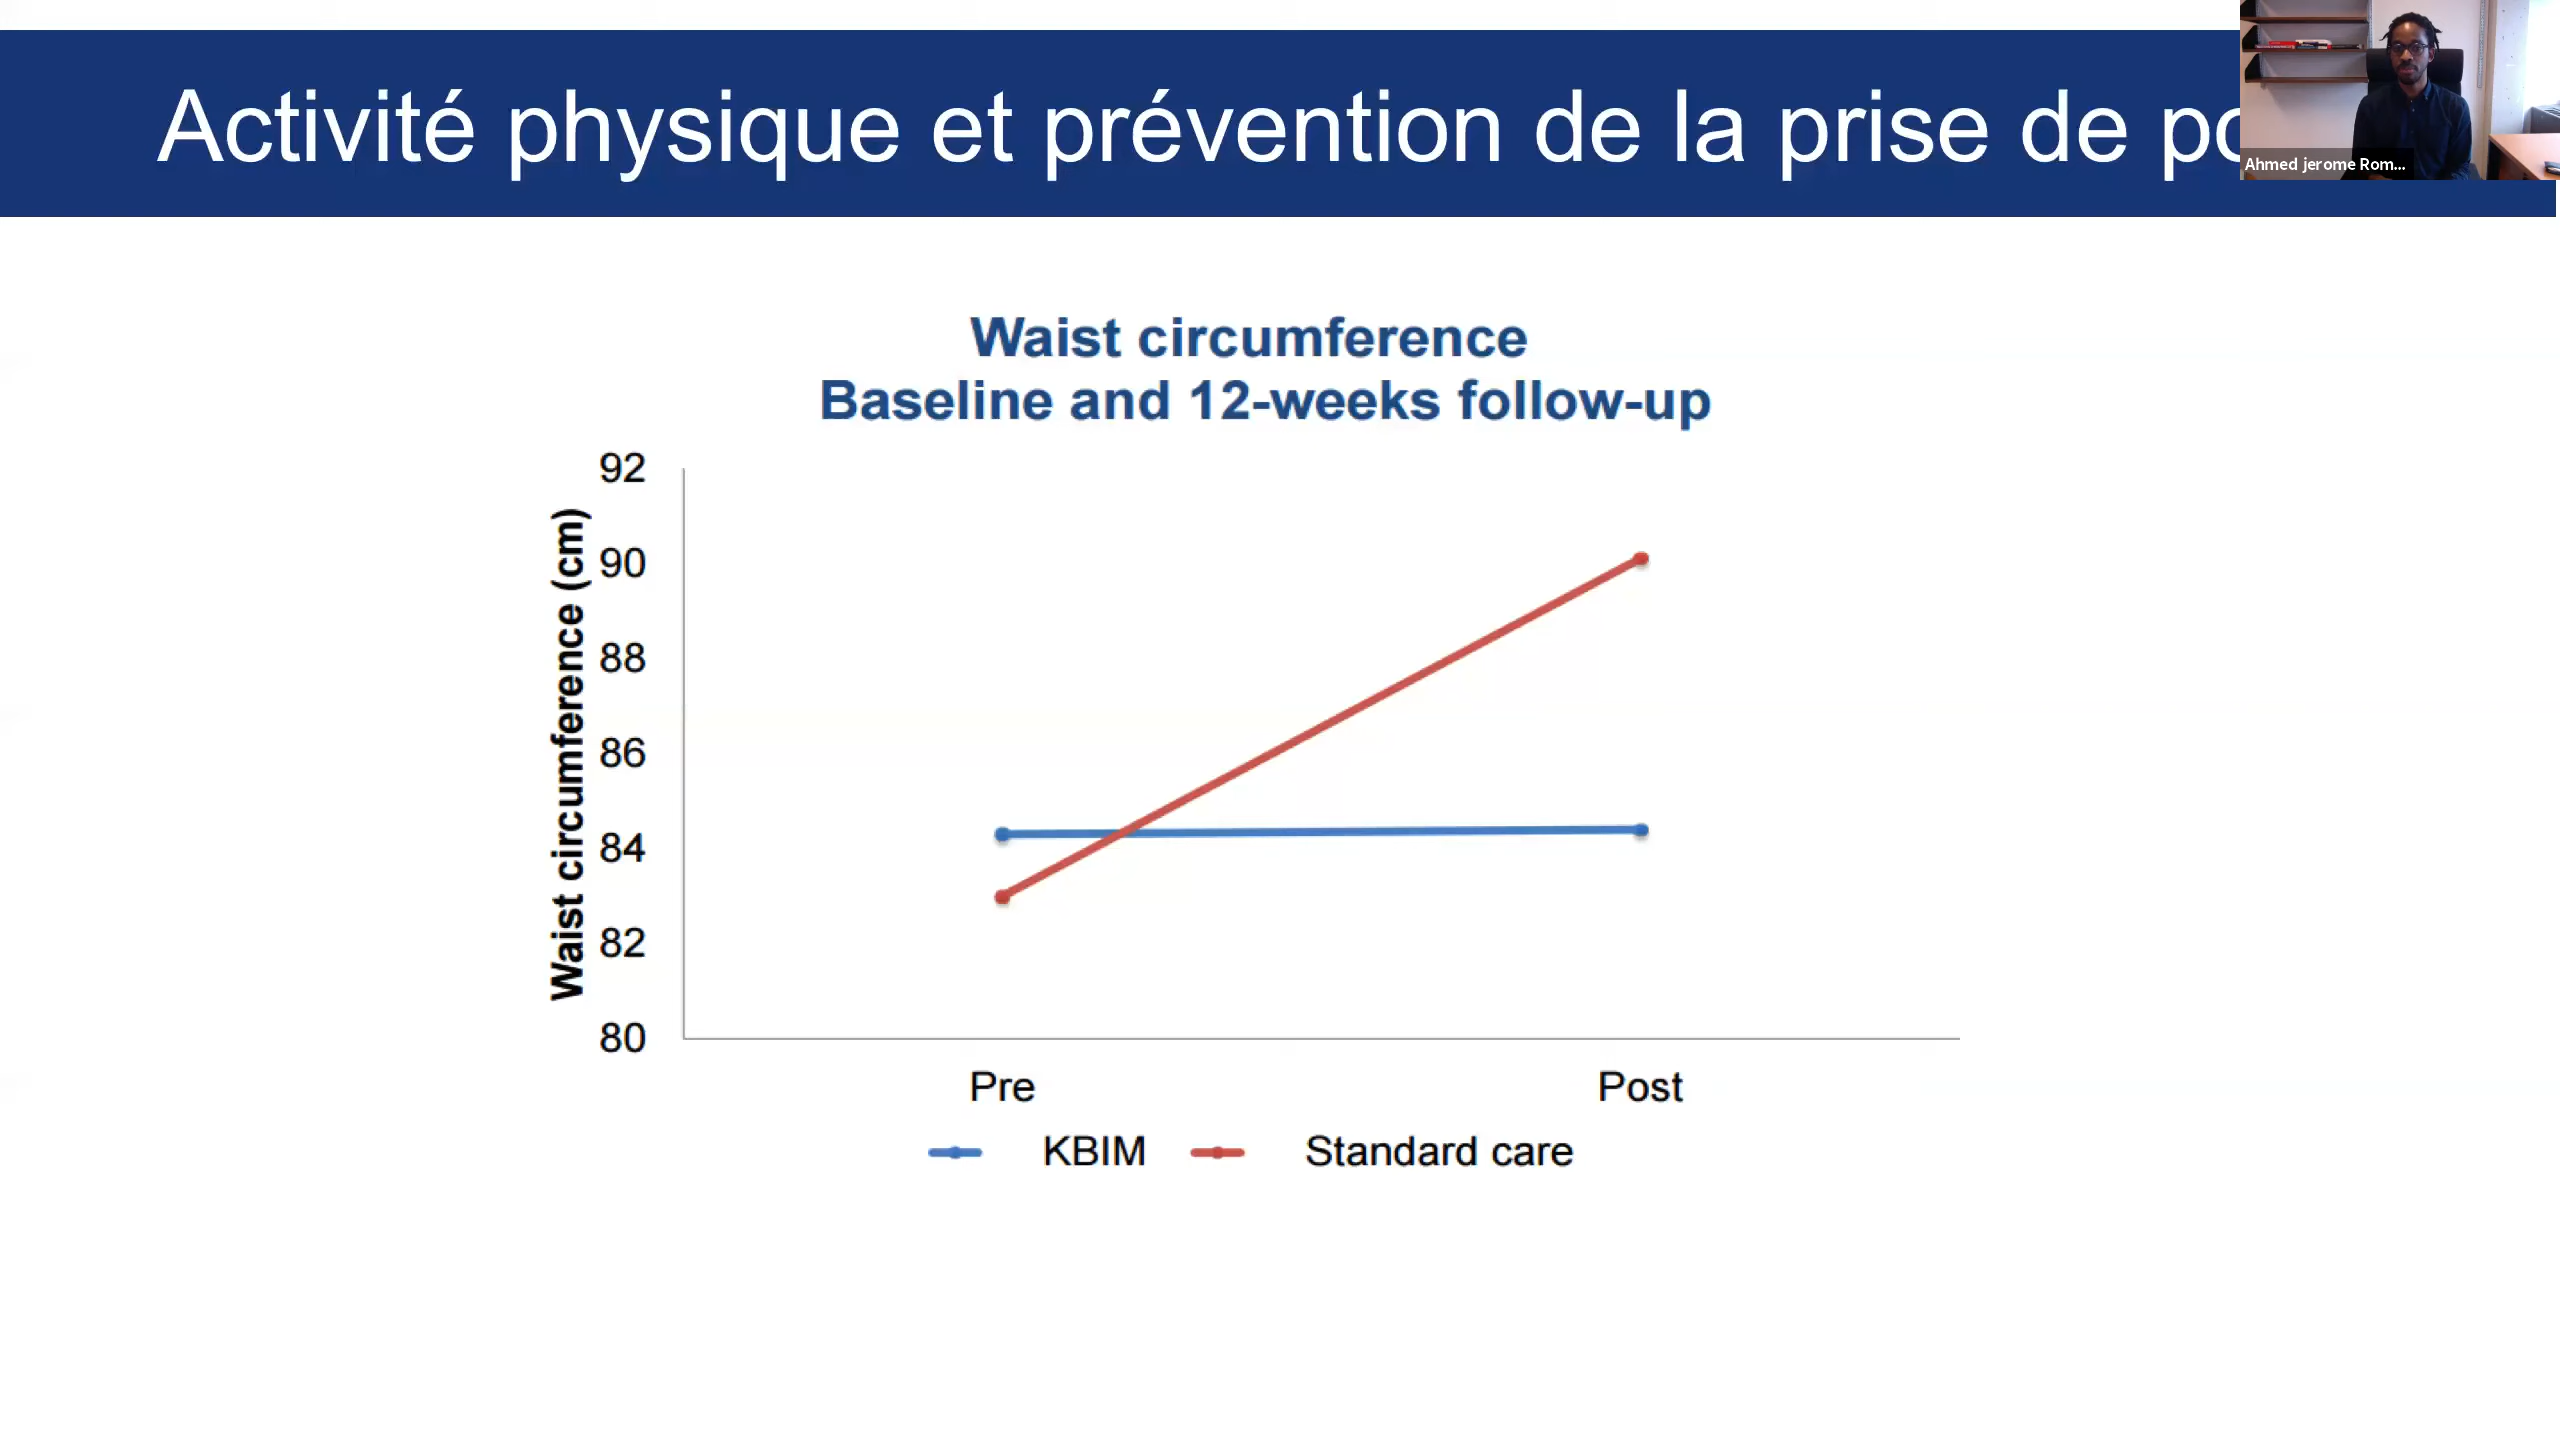 Activité physique et prévention de la prise de
Ahmed jerome Rom...
Waist circumference
Baseline and 12-weeks follow-up
Waist circumference (cm)
92
90
88
86
84
82
80
Pre Post
KBIM Standard care